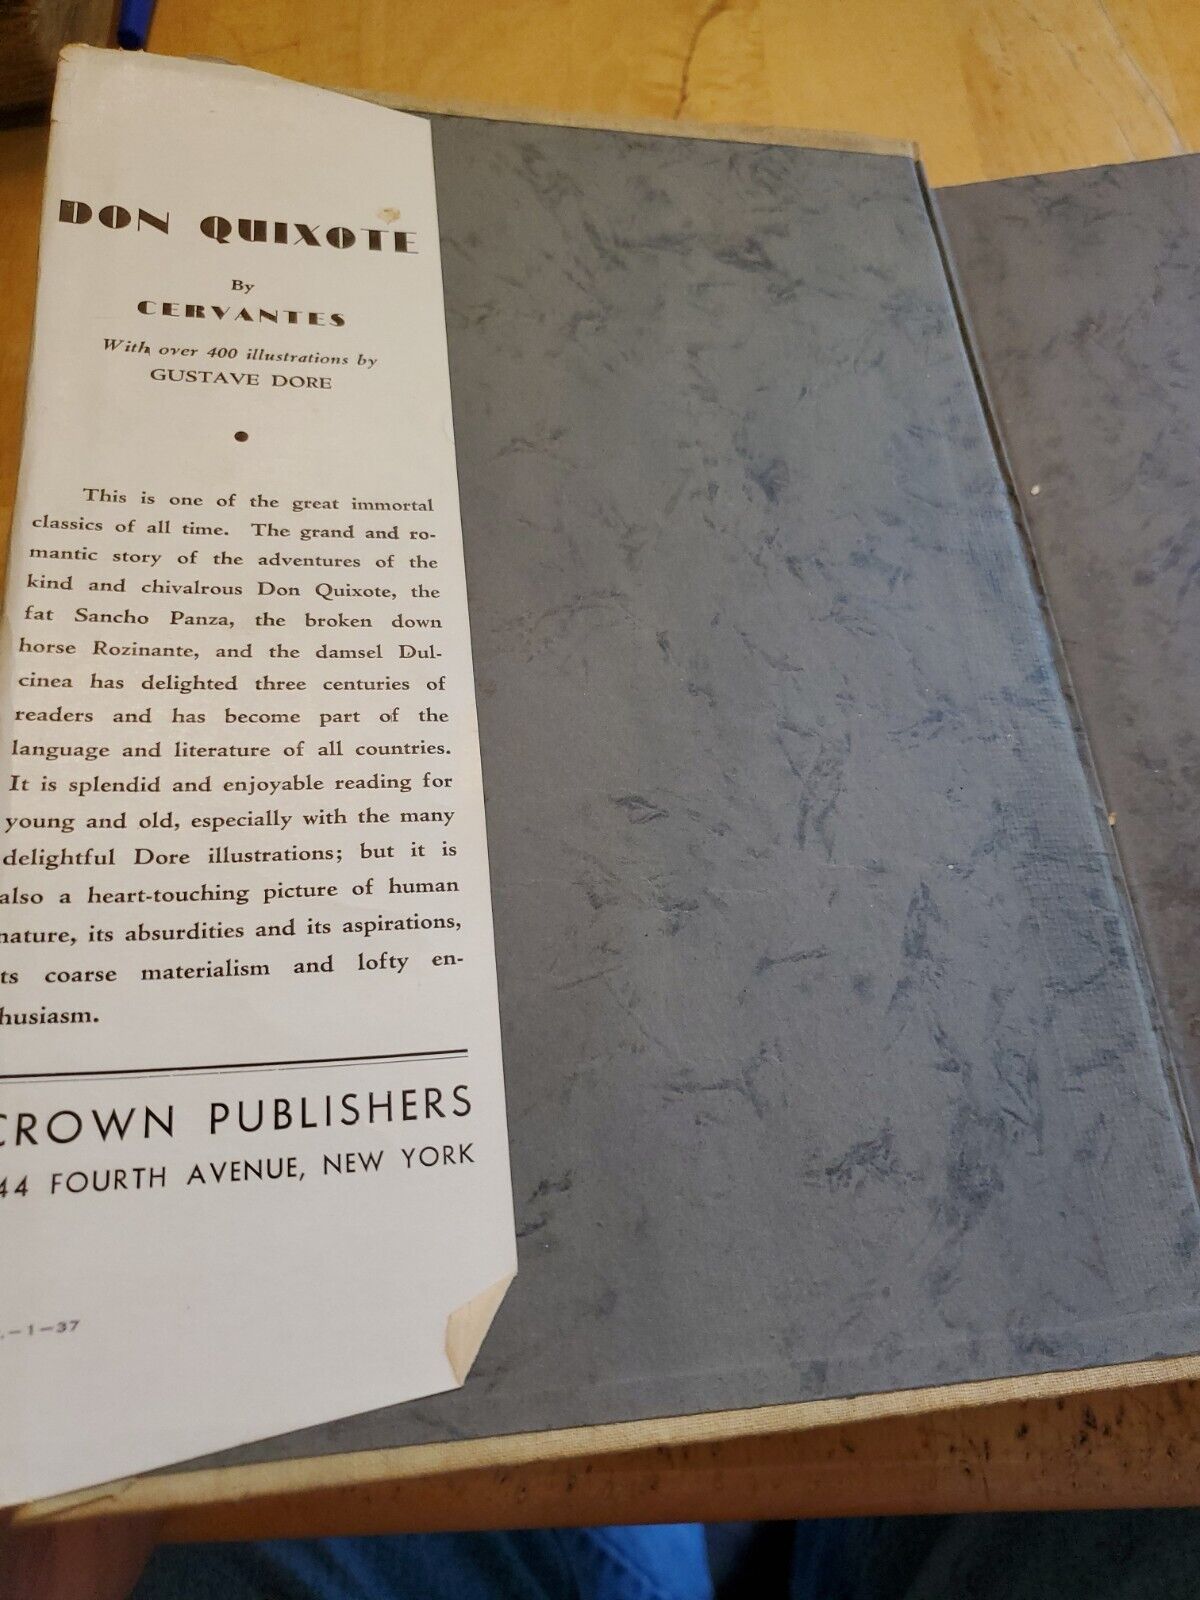 DON QUIXOTE
By
CERVANTES
With over 400 illustrations by
GUSTAVE DORE
•
This is one of the great immortal
classics of all time. The grand and ro-
mantic story of the adventures of the
kind and chivalrous Don Quixote, the
fat Sancho Panza, the broken down
horse Rozinante, and the damsel Dul-
cinea has delighted three centuries of
readers and has become part of the
language and literature of all countries.
It is splendid and enjoyable reading for
young and old, especially with the many
delightful Dore illustrations; but it is
also a heart-touching picture of human
nature, its absurdities and its aspirations,
ts coarse materialism and lofty en-
husiasm.
CROWN PUBLISHERS
44 FOURTH AVENUE, NEW YORK
.-1-37